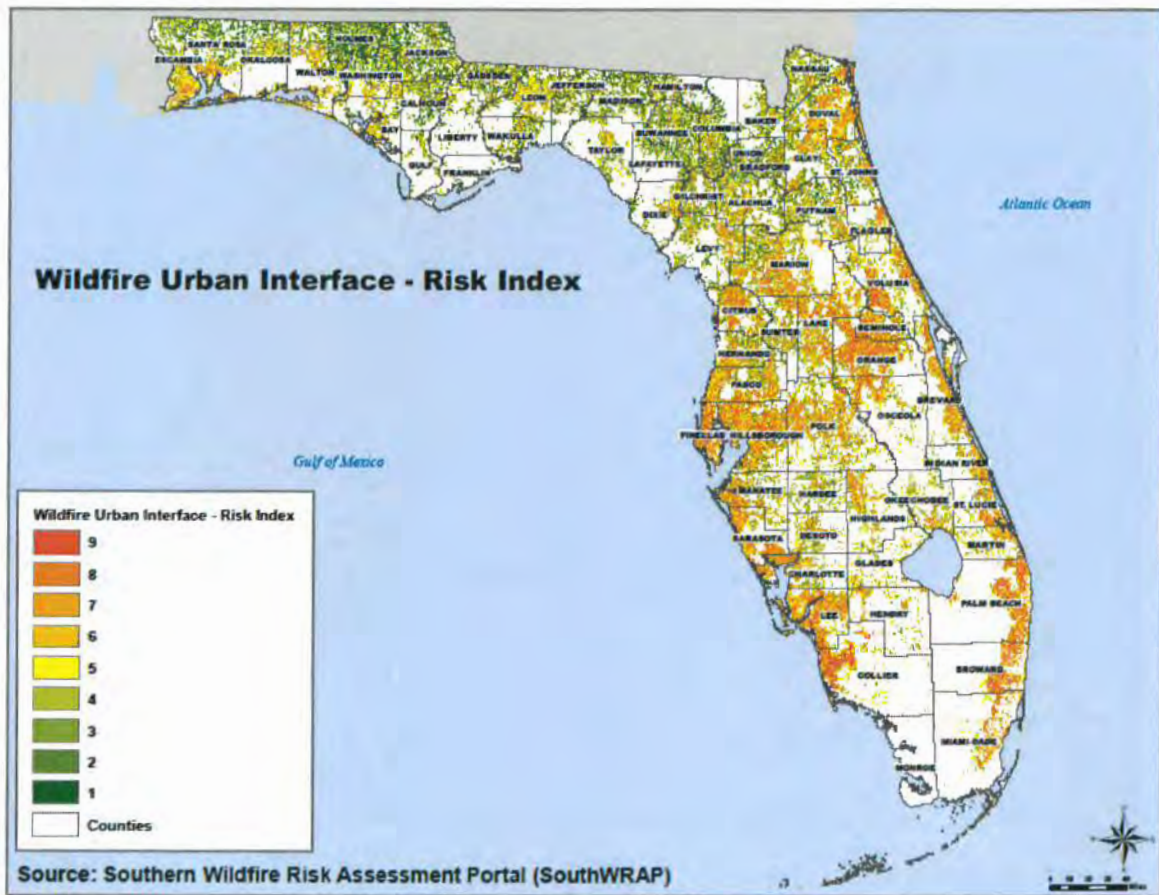 HOLMES
SANTA ROSA
JACKSON
ESCAMBIA
OKALOOSA
WALTON
WASHINGTON
GADSDEN
NASSAU
HAMILTON
JEFFERSON
LEON
MADISON
CALHOUN
BAY
LIBERTY
WAKULLA
SUWANNEE
COLUMBIA
BAKER
DUVAL
TAYLOR
UNION
BRADFORD
CLAY
LAFAYETTE
ST. JOHNS
GULF
FRANKLIN
GILCHRIST
ALACHUA
PUTNAM
DIXIE
FLAGLER
LEVY
Atlantic Ocean
MARION
Wildfire Urban Interface - Risk Index
VOLUSIA
CITRUS
LAKE
SEMINOLE
SUMTER
HERNANDO
ORANGE
PASCO
BREVARD
OSCEOLA
POLK
PINELLAS
HILLSBOROUGH
Gulf of Mexico
INDIAN RIVER
MANATEE
HARDEE
OKEECHOBEE
ST. LUCIE
HIGHLANDS
SARASOTA
DESOTO
MARTIN
GLADES
CHARLOTTE
PALM BEACH
LEE
HENDRY
BROWARD
COLLIER
MIAMI-DADE
MONROE
Wildfire Urban Interface - Risk Index
9
8
7
6
5
4
3
2
1
Counties
Source: Southern Wildfire Risk Assessment Portal (SouthWRAP)